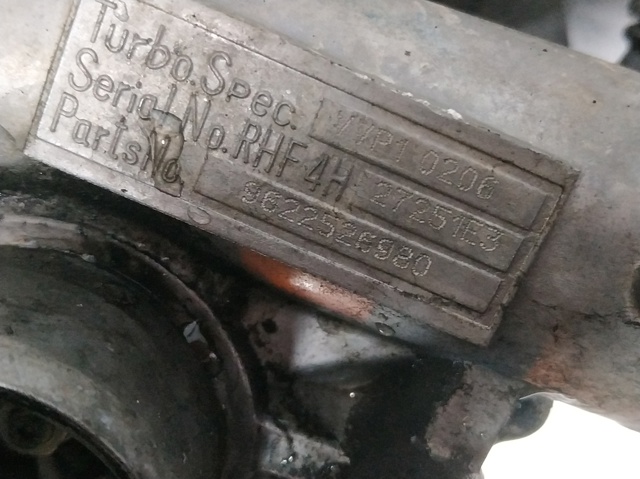 Turbo.Spec. VVP1 0206
Serial No. RHF4H 27251E3
Parts No. 9622526980